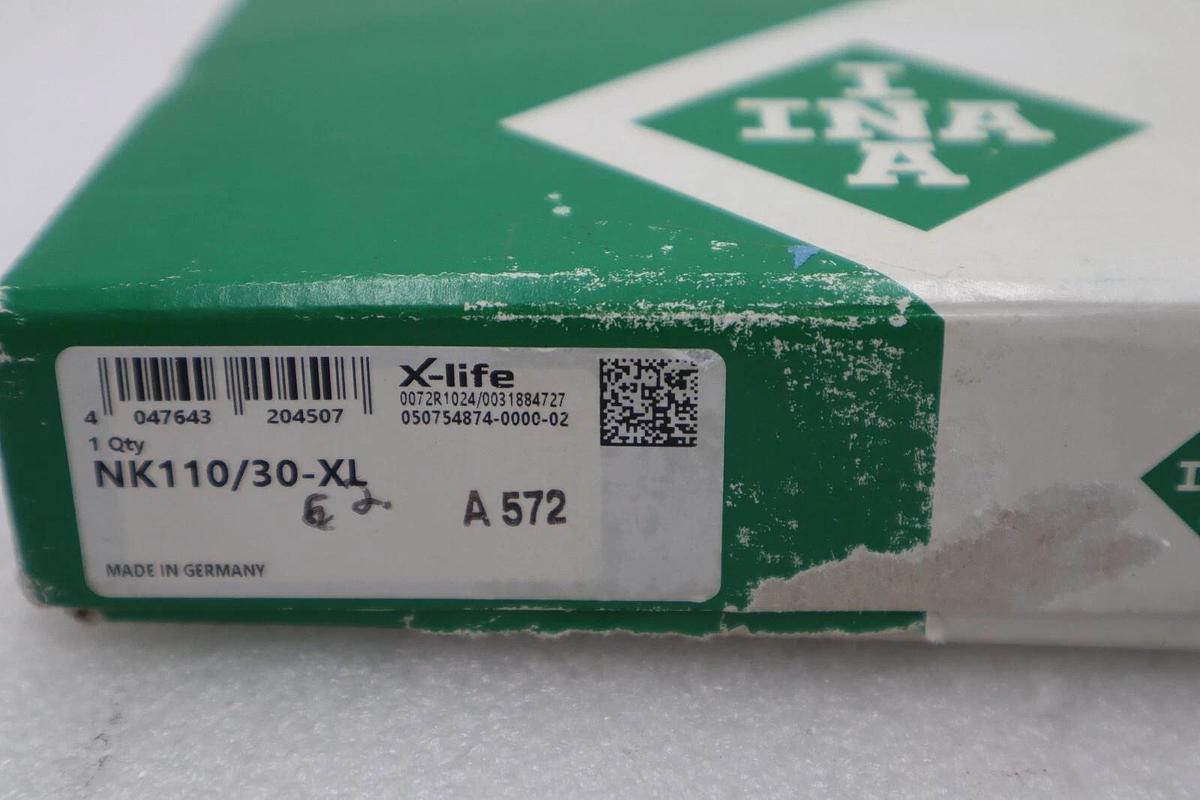 INA
INA
4 047643 204507
X-life
0072R1024/0031884727
050754874-0000-02
1 Qty
NK110/30-XL
A 572
MADE IN GERMANY